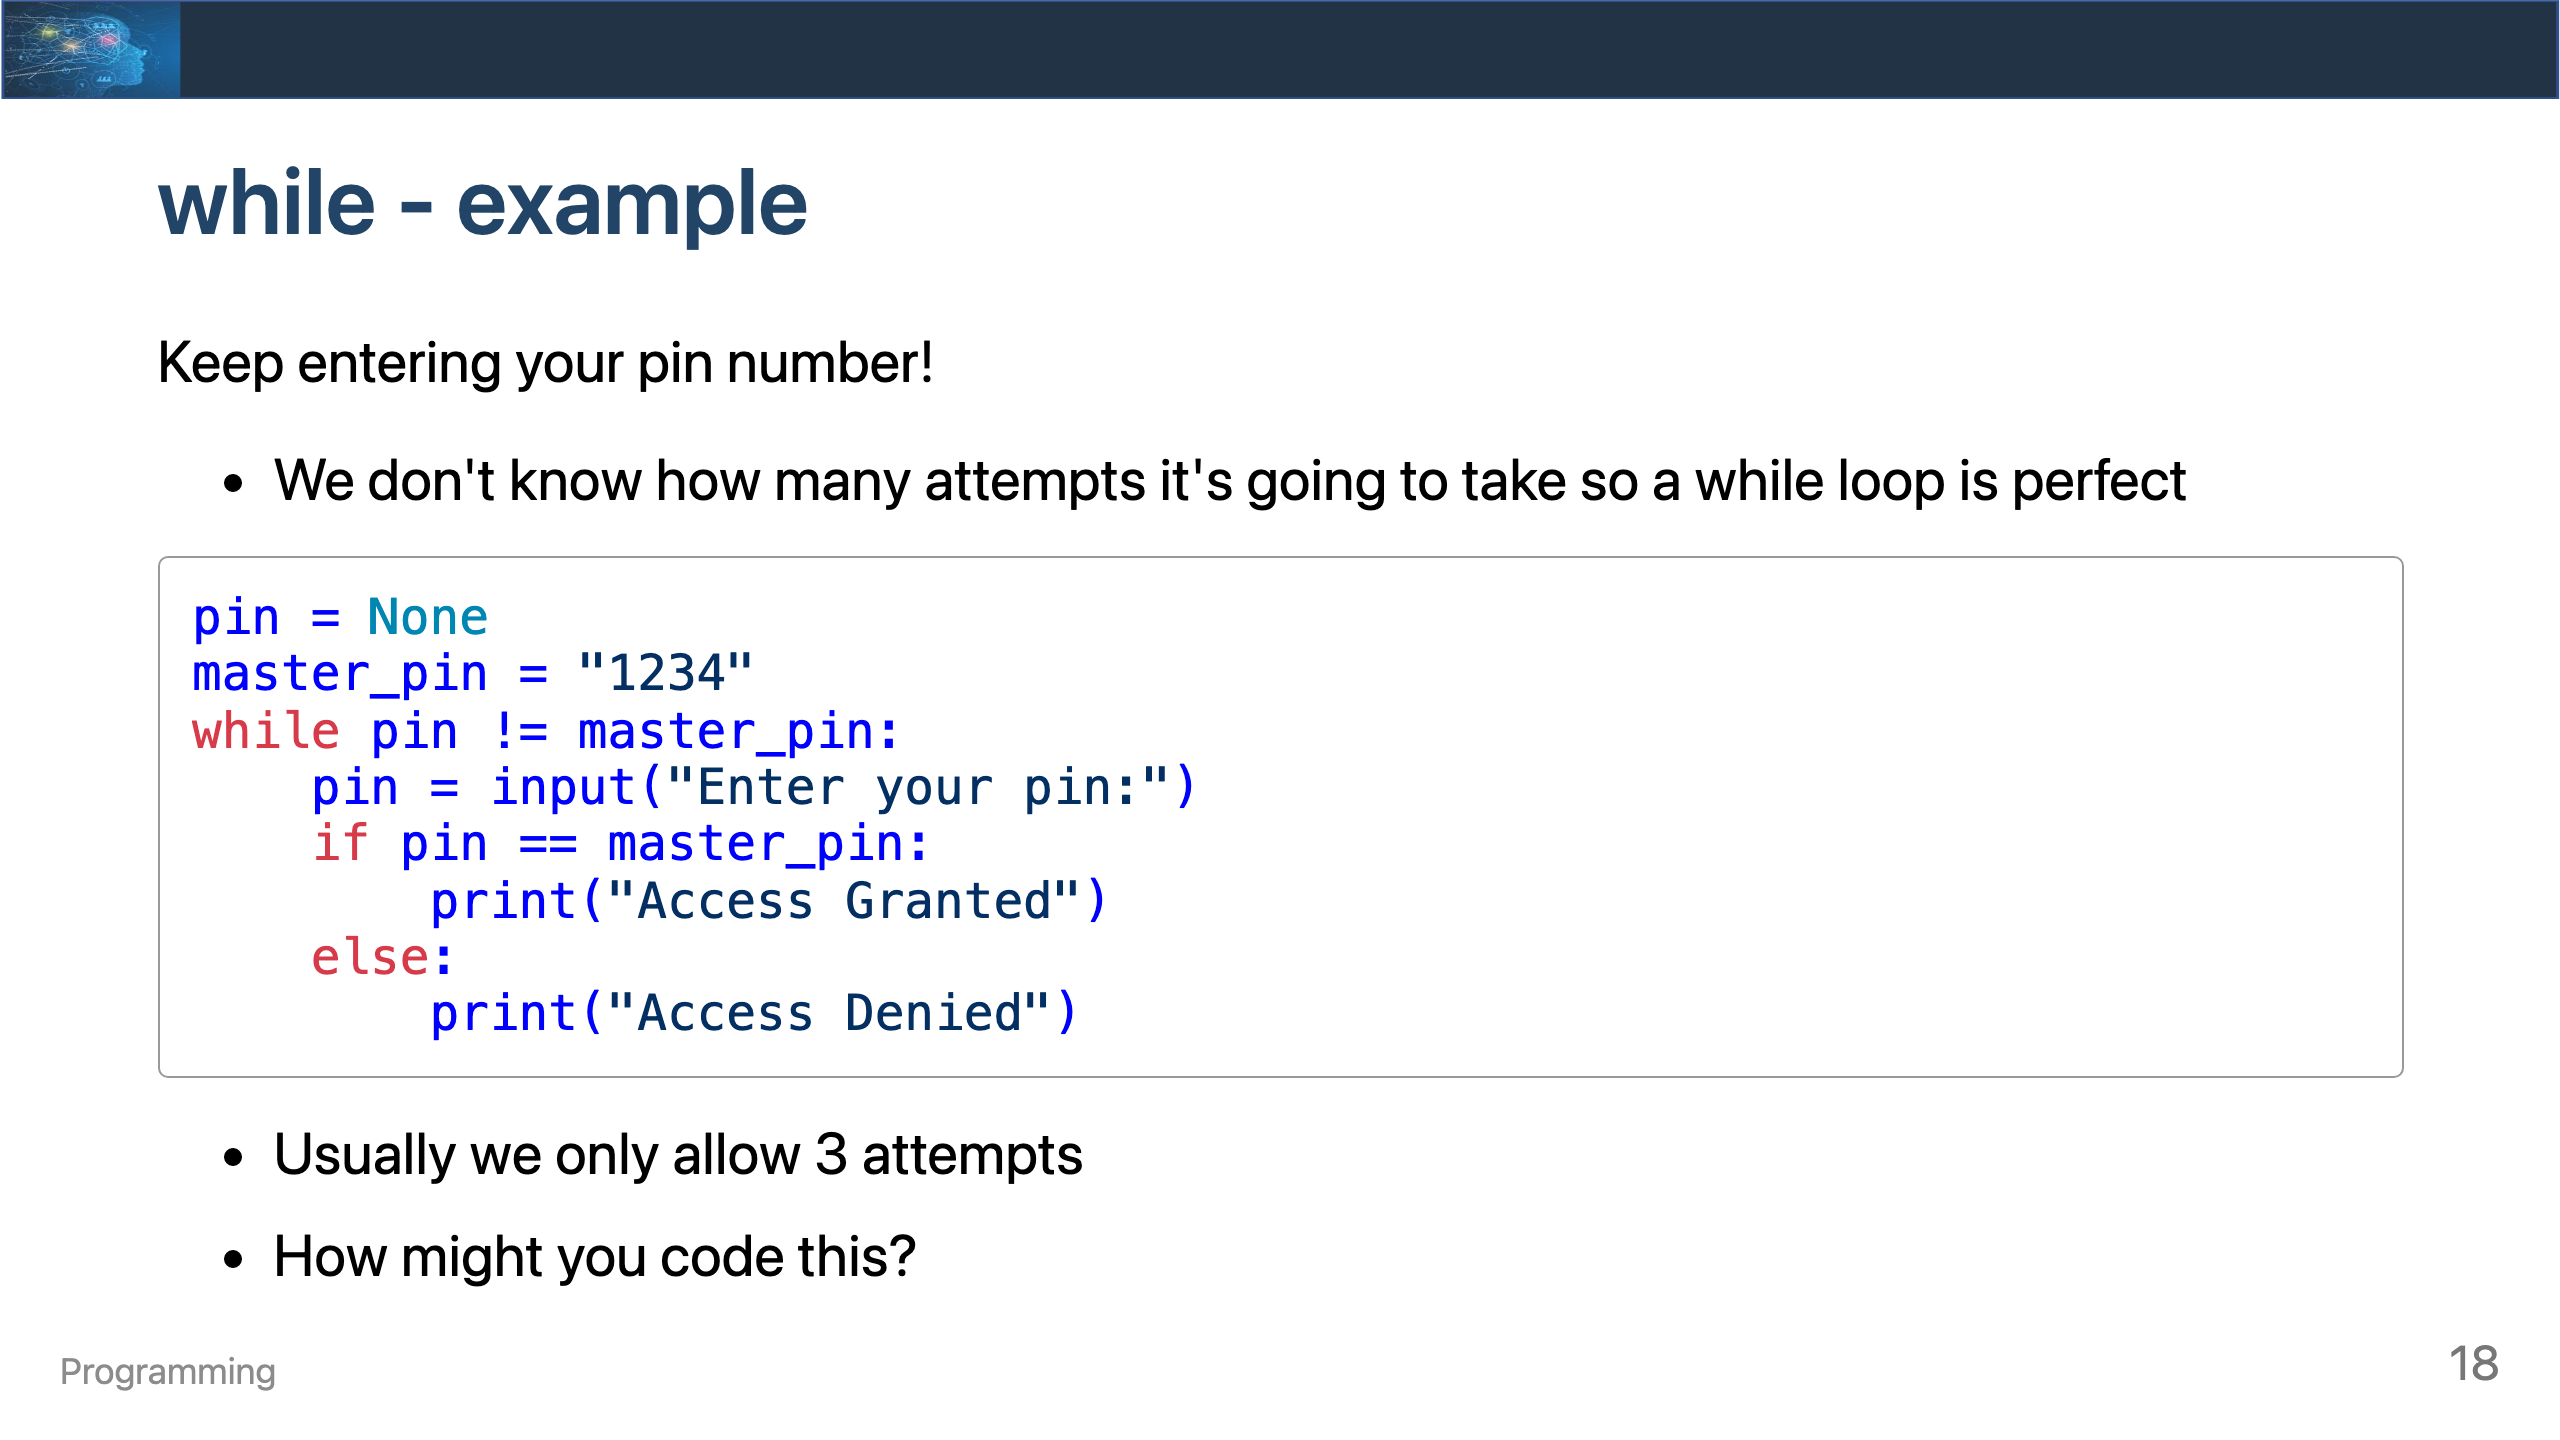 while - example
Keep entering your pin number!
• We don't know how many attempts it's going to take so a while loop is perfect
pin = None
master_pin = "1234"
while pin != master_pin:
    pin = input("Enter your pin:")
    if pin == master_pin:
        print("Access Granted")
    else:
        print("Access Denied")
• Usually we only allow 3 attempts
• How might you code this?
Programming
18